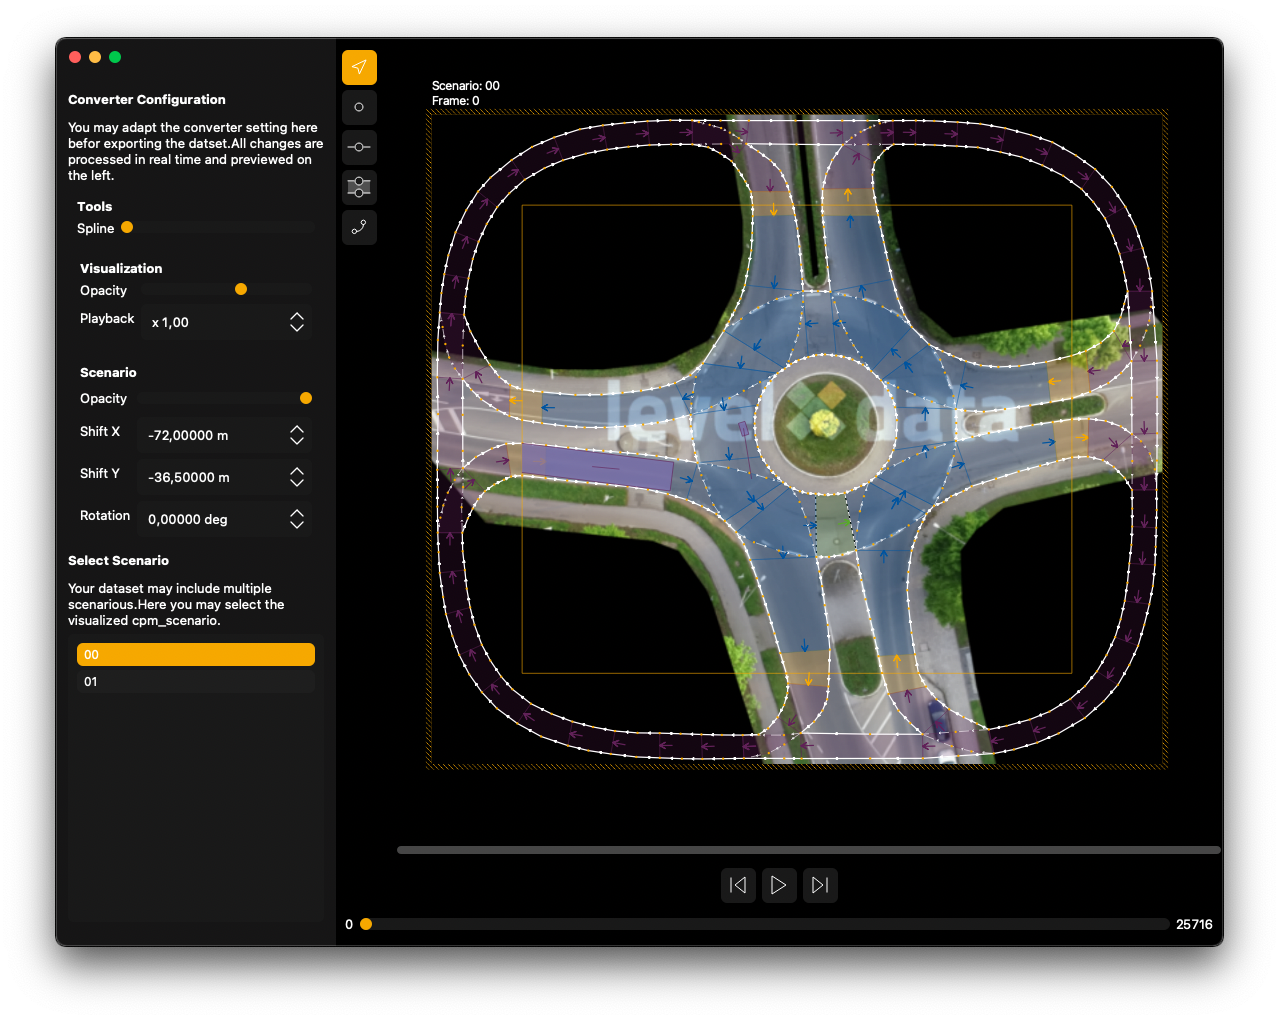 Converter Configuration
You may adapt the converter setting here
befor exporting the datset.All changes are
processed in real time and previewed on
the left.
Tools
Spline
Visualization
Opacity
Playback
x 1,00
Scenario
Opacity
Shift X
-72,00000 m
Shift Y
-36,50000 m
Rotation
0,00000 deg
Select Scenario
Your dataset may include multiple
scenarious.Here you may select the
visualized cpm_scenario.
00
01
Scenario: 00
Frame: 0
level data
0
25716